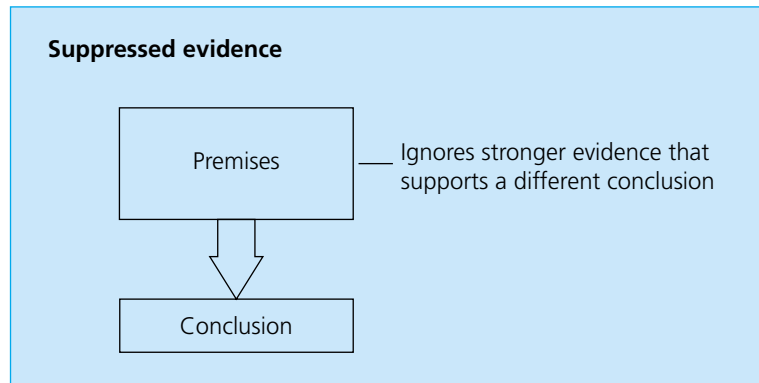 Suppressed evidence
Premises
Ignores stronger evidence that
supports a different conclusion
Conclusion